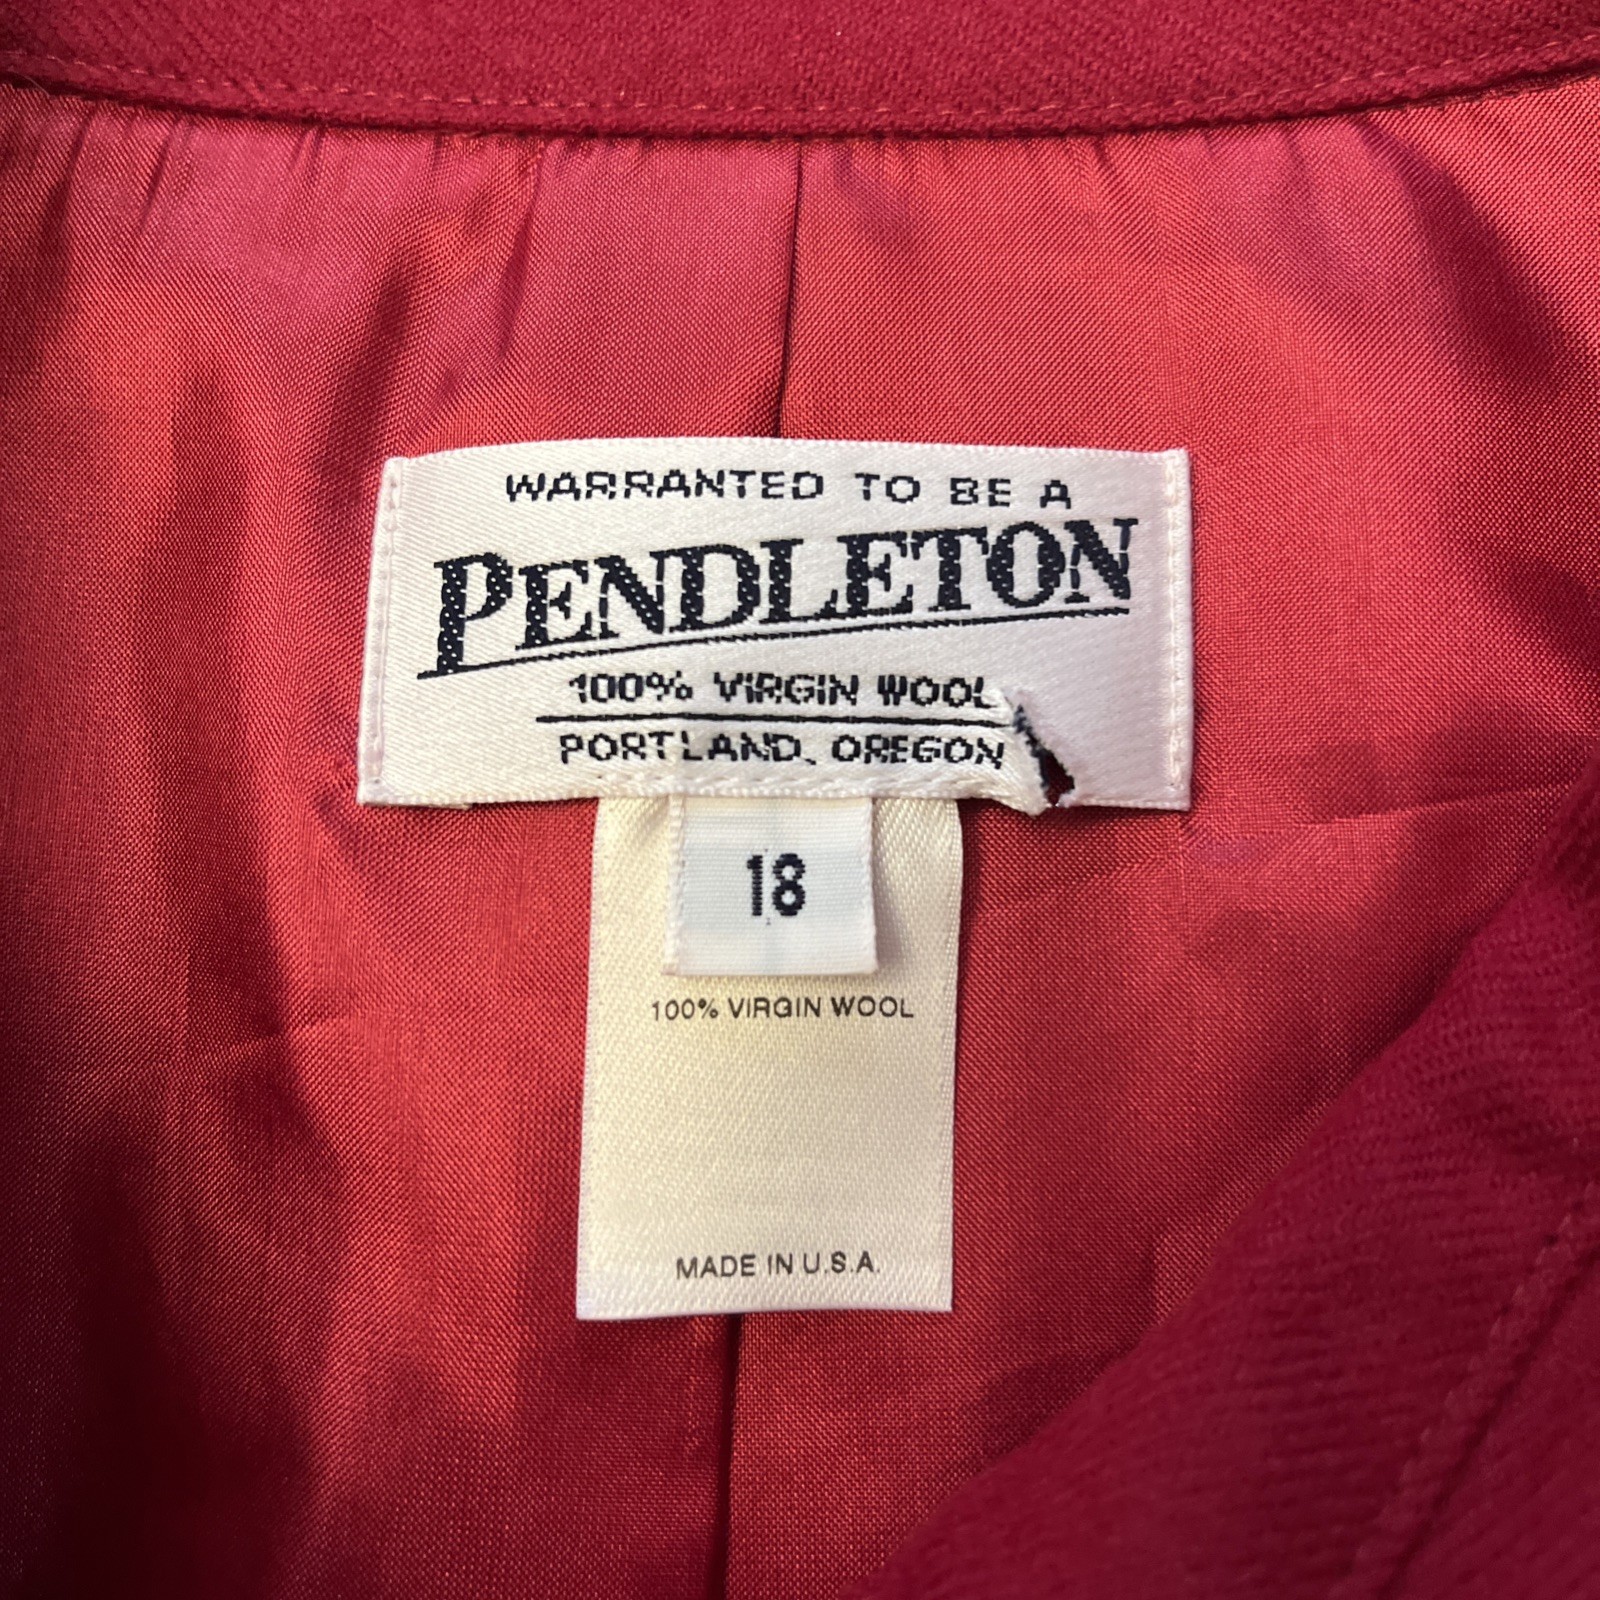 WARRANTED TO BE A
PENDLETON
100% VIRGIN WOOL
PORTLAND, OREGON
18
100% VIRGIN WOOL
MADE IN U.S.A.